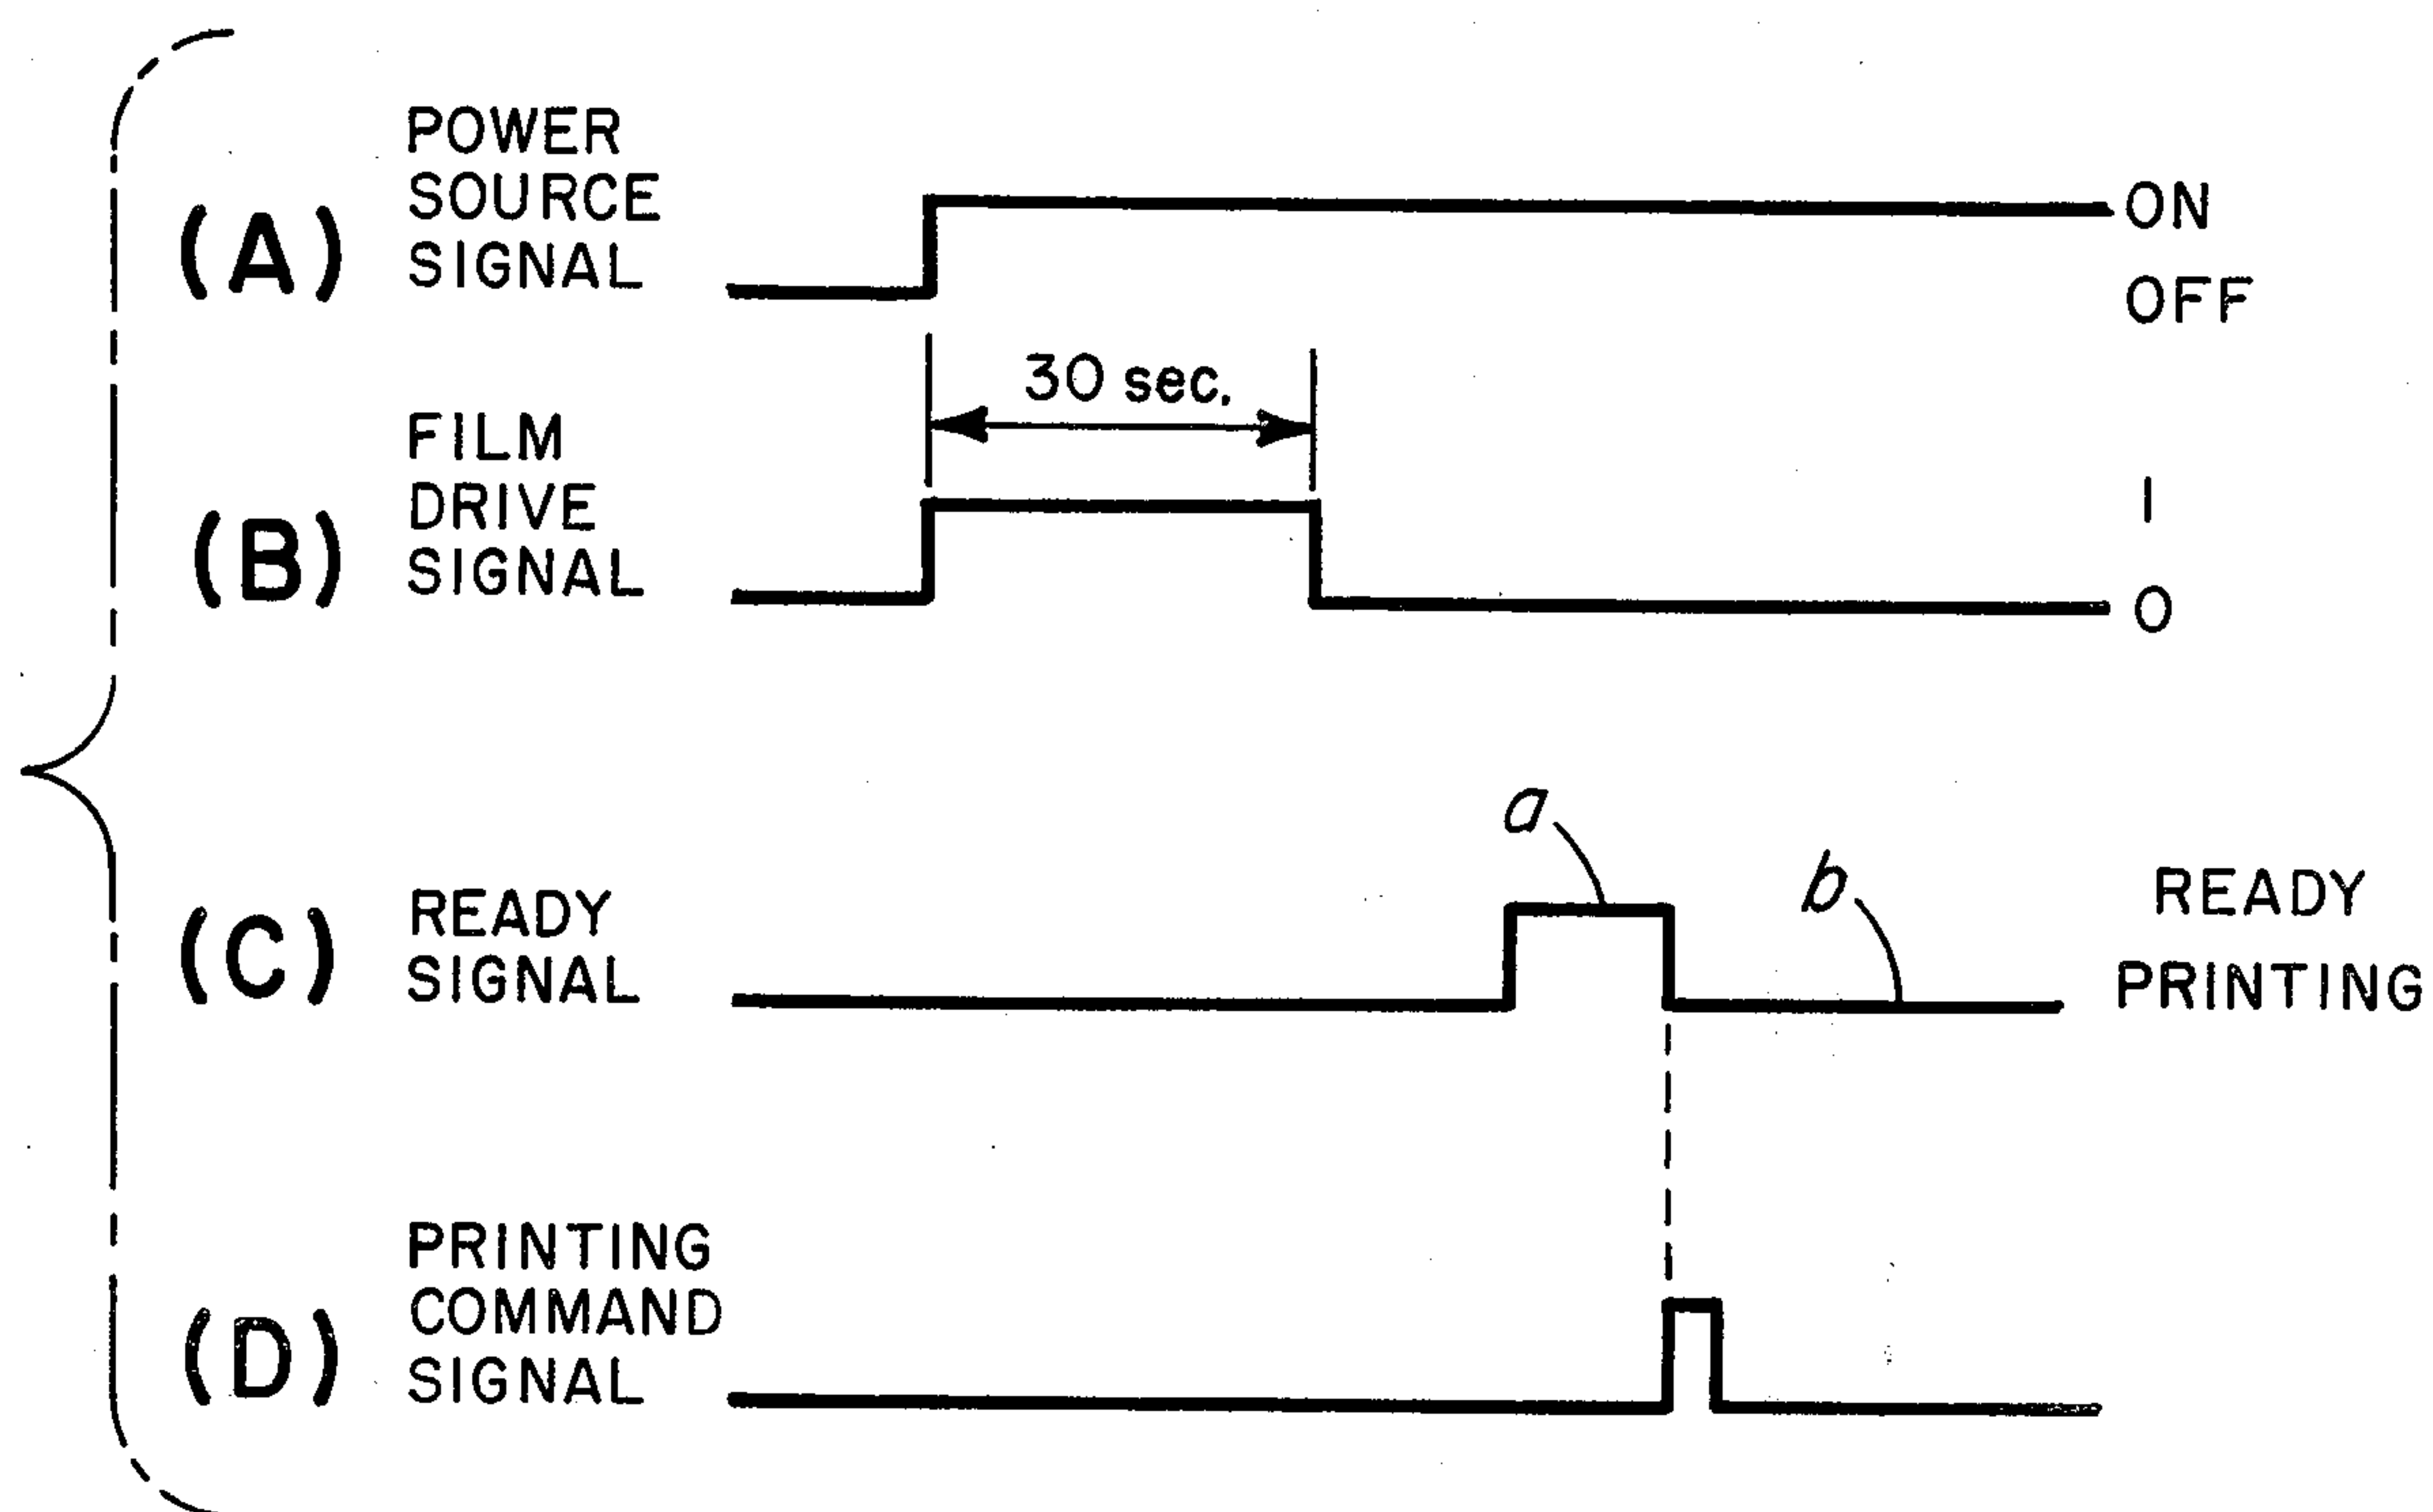 POWER
SOURCE
SIGNAL
(A)
ON
OFF
30 sec.
FILM
DRIVE
SIGNAL
(B)
1
0
a
b
READY
SIGNAL
(C)
READY
PRINTING
PRINTING
COMMAND
SIGNAL
(D)